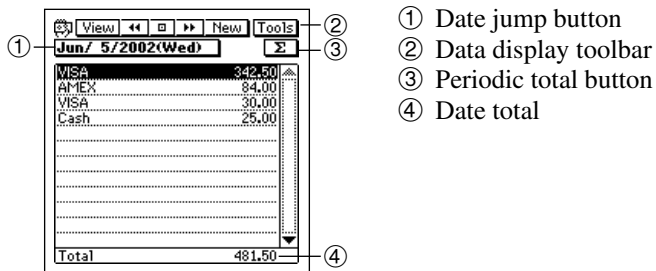 View New Tools ②
① Jun/ 5/2002(Wed) Σ ③
VISA 342.50
AMEX 84.00
VISA 30.00
Cash 25.00
Total 481.50 ④
① Date jump button
② Data display toolbar
③ Periodic total button
④ Date total